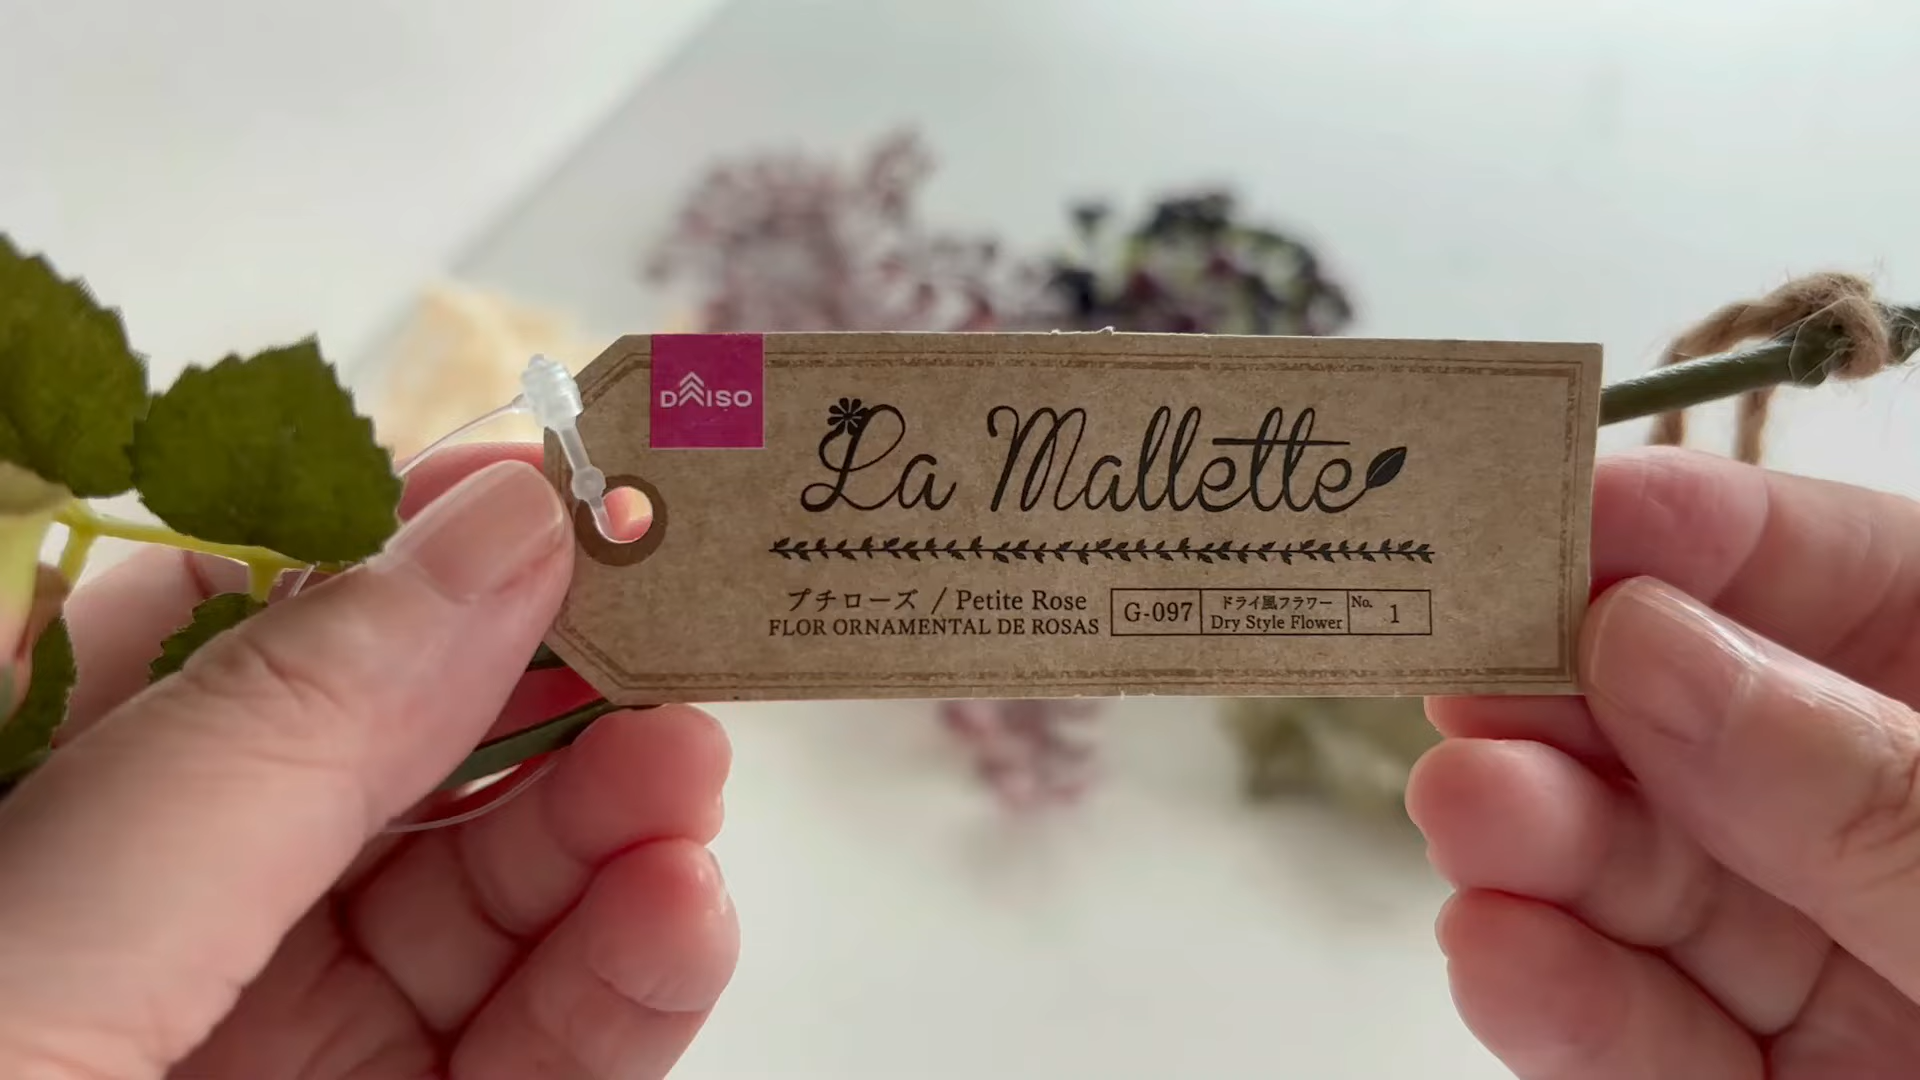 DAISO
La Mallette
プチローズ / Petite Rose
FLOR ORNAMENTAL DE ROSAS
G-097
ドライ風フラワー
Dry Style Flower
No. 1